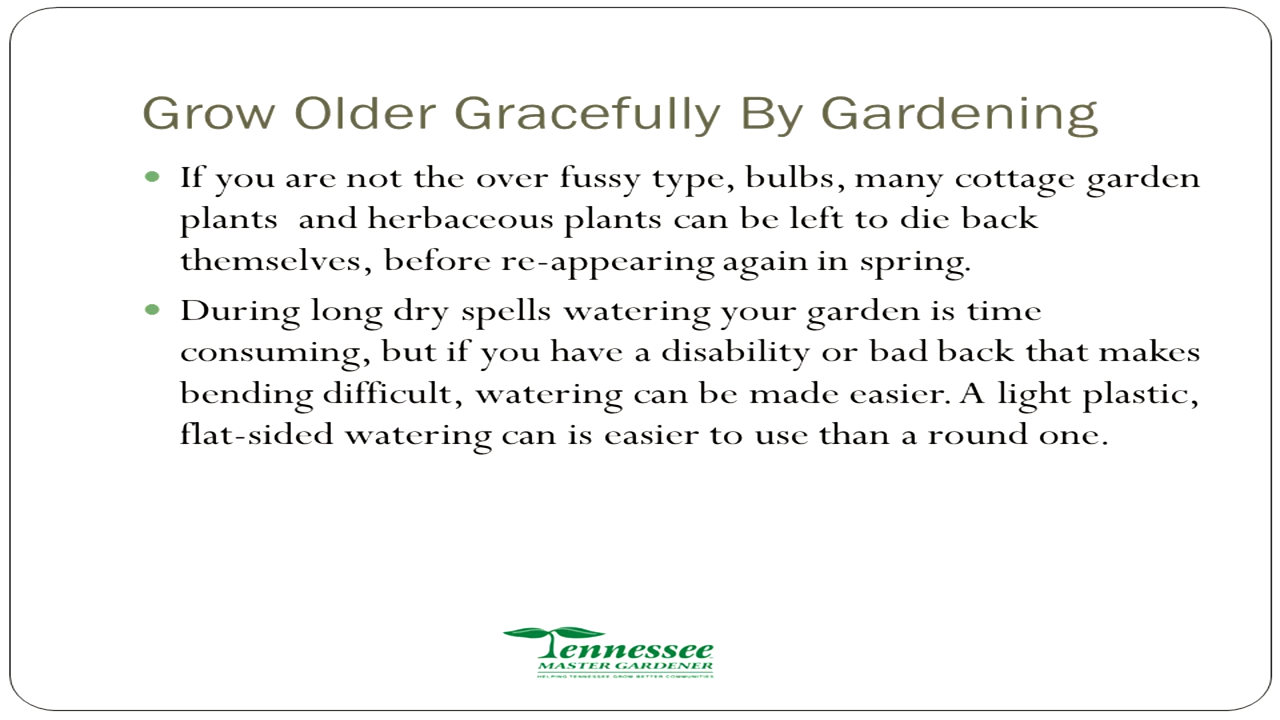 Grow Older Gracefully By Gardening
If you are not the over fussy type, bulbs, many cottage garden
plants  and herbaceous plants can be left to die back
themselves, before re-appearing again in spring.
During long dry spells watering your garden is time
consuming, but if you have a disability or bad back that makes
bending difficult, watering can be made easier. A light plastic,
flat-sided watering can is easier to use than a round one.
Tennessee
MASTER GARDENER
HELPING TENNESSEE GROW BETTER COMMUNITIES